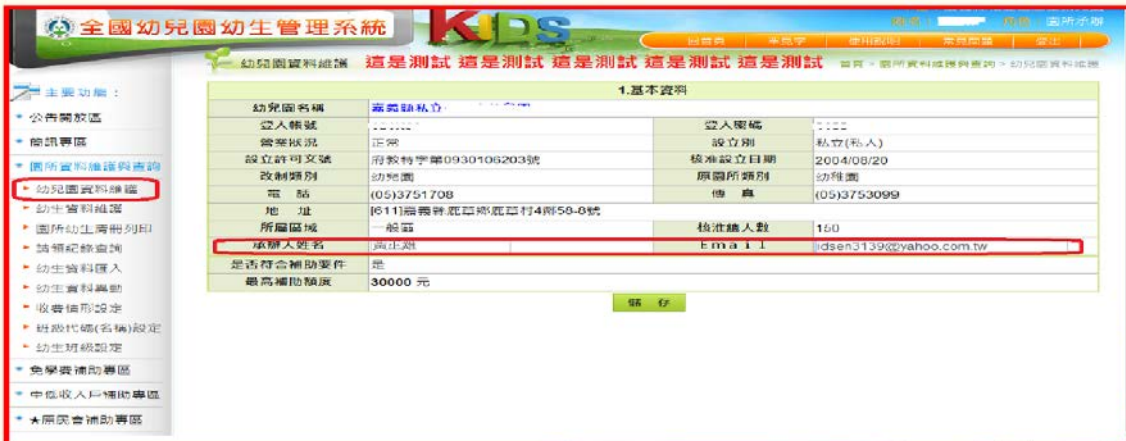 全國幼兒園幼生管理系統
KIDS
園所承辦
回首頁 使用說明 常見問題 登出
幼兒園資料維護 這是測試 這是測試 這是測試 這是測試 這是測試 首頁 > 園所資料維護與查詢 > 幼兒園資料維護
主要功能：
公告開放區
簡訊專區
園所資料維護與查詢
幼兒園資料維護
幼生資料維護
園所幼生清冊列印
請領紀錄查詢
幼生資料匯入
幼生資料異動
收費情形設定
班級代碼(名稱)設定
幼生班級設定
免學費補助專區
中低收入戶補助專區
★原民會補助專區
1.基本資料
幼兒園名稱 嘉義縣私立
登入帳號 登入密碼
營業狀況 正常 設立別 私立(私人)
設立許可文號 府教特字第0930106203號 核准設立日期 2004/08/20
改制類別 幼兒園 原園所類別 幼稚園
電 話 (05)3751708 傳 真 (05)3753099
地 址 [611]嘉義縣鹿草鄉鹿草村4鄰58-8號
所屬區域 一般區 核准總人數 150
承辦人姓名 Email idsen3139@yahoo.com.tw
是否符合補助要件 是
最高補助額度 30000 元
儲 存